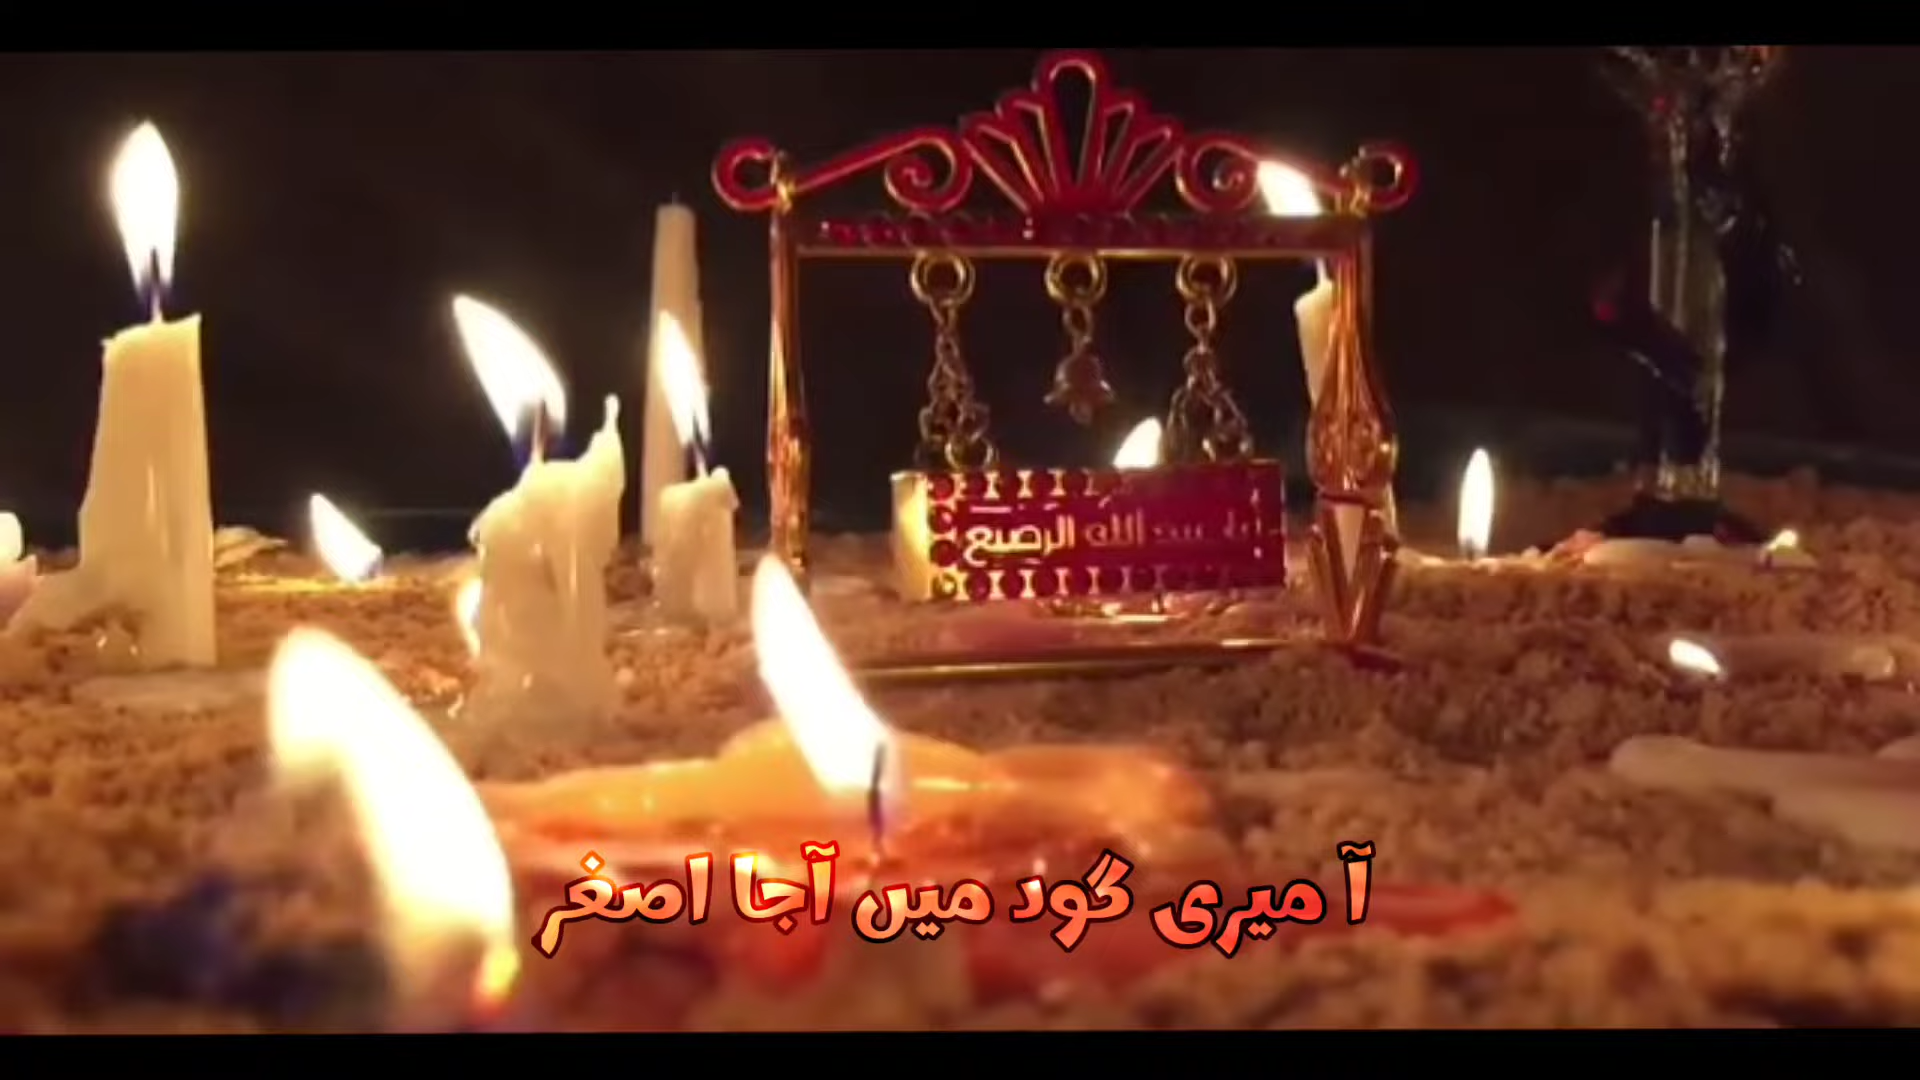 عبد الله الرضيع
آ میری گود میں آجا اصغر